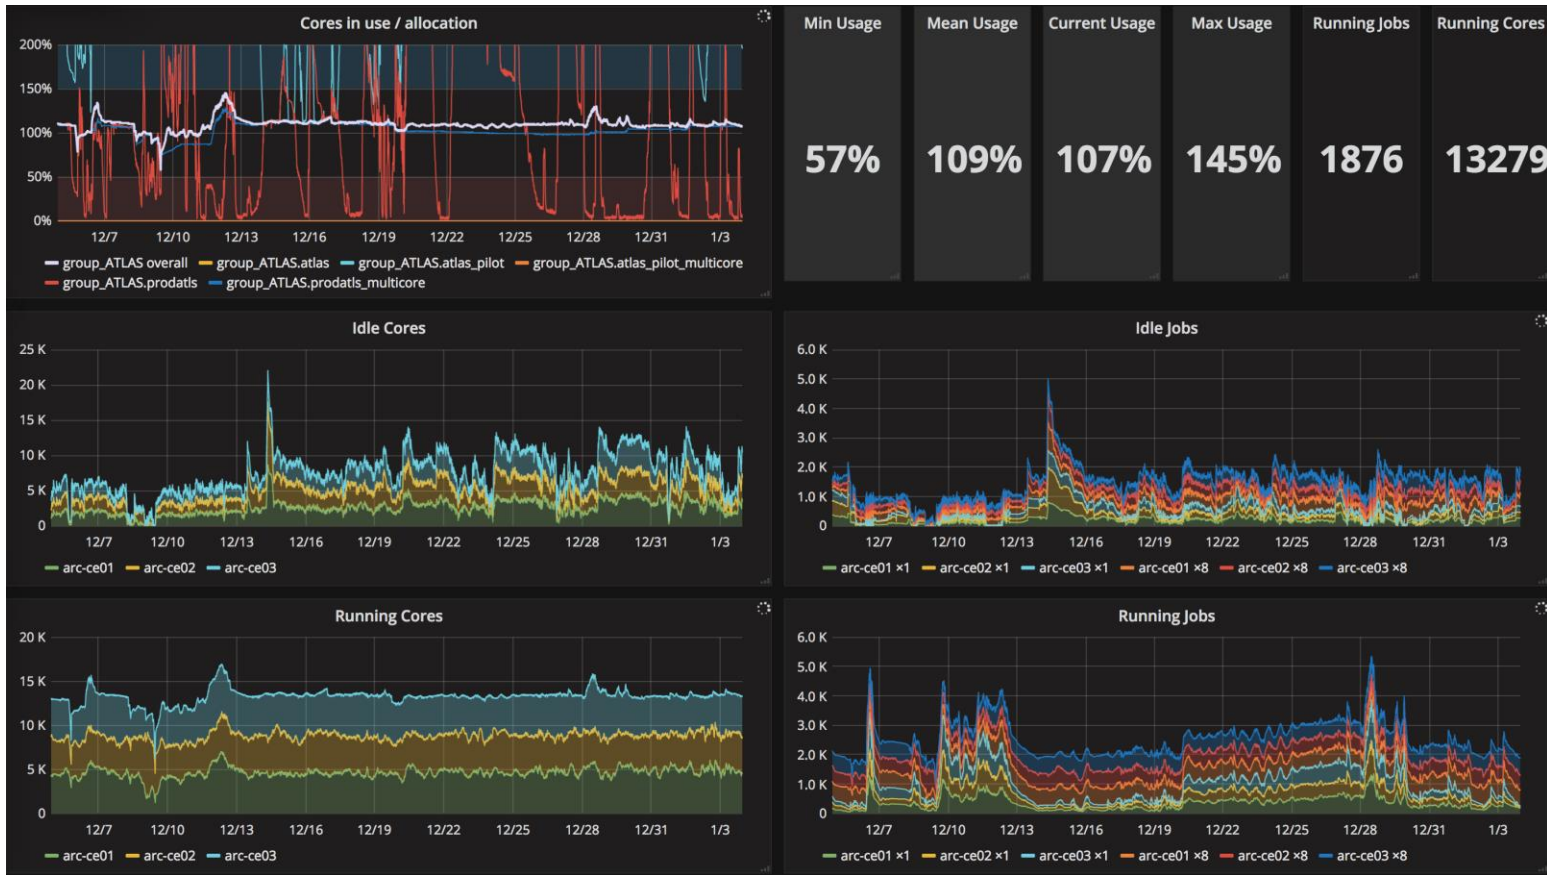 Cores in use / allocation
200%
150%
100%
50%
0%
12/7 12/10 12/13 12/16 12/19 12/22 12/25 12/28 12/31 1/3
group_ATLAS overall group_ATLAS.atlas group_ATLAS.atlas_pilot group_ATLAS.atlas_pilot_multicore
group_ATLAS.prodatls group_ATLAS.prodatls_multicore
Min Usage
57%
Mean Usage
109%
Current Usage
107%
Max Usage
145%
Running Jobs
1876
Running Cores
13279
Idle Cores
25 K
20 K
15 K
10 K
5 K
0
12/7 12/10 12/13 12/16 12/19 12/22 12/25 12/28 12/31 1/3
arc-ce01 arc-ce02 arc-ce03
Idle Jobs
6.0 K
5.0 K
4.0 K
3.0 K
2.0 K
1.0 K
0
12/7 12/10 12/13 12/16 12/19 12/22 12/25 12/28 12/31 1/3
arc-ce01 ×1 arc-ce02 ×1 arc-ce03 ×1 arc-ce01 ×8 arc-ce02 ×8 arc-ce03 ×8
Running Cores
20 K
15 K
10 K
5 K
0
12/7 12/10 12/13 12/16 12/19 12/22 12/25 12/28 12/31 1/3
arc-ce01 arc-ce02 arc-ce03
Running Jobs
6.0 K
5.0 K
4.0 K
3.0 K
2.0 K
1.0 K
0
12/7 12/10 12/13 12/16 12/19 12/22 12/25 12/28 12/31 1/3
arc-ce01 ×1 arc-ce02 ×1 arc-ce03 ×1 arc-ce01 ×8 arc-ce02 ×8 arc-ce03 ×8